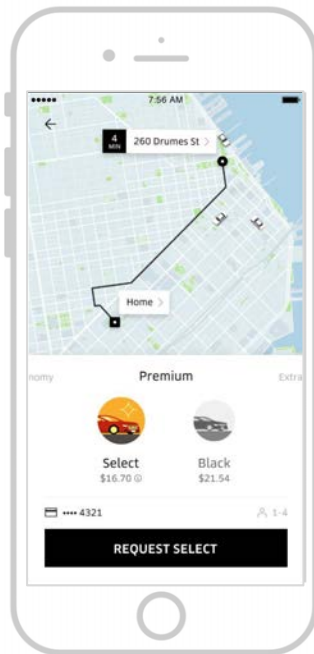 7:56 AM
4 MIN
260 Drumes St >
Home >
nomy
Premium
Extra
Select
Black
$16.70
$21.54
•••• 4321
1-4
REQUEST SELECT